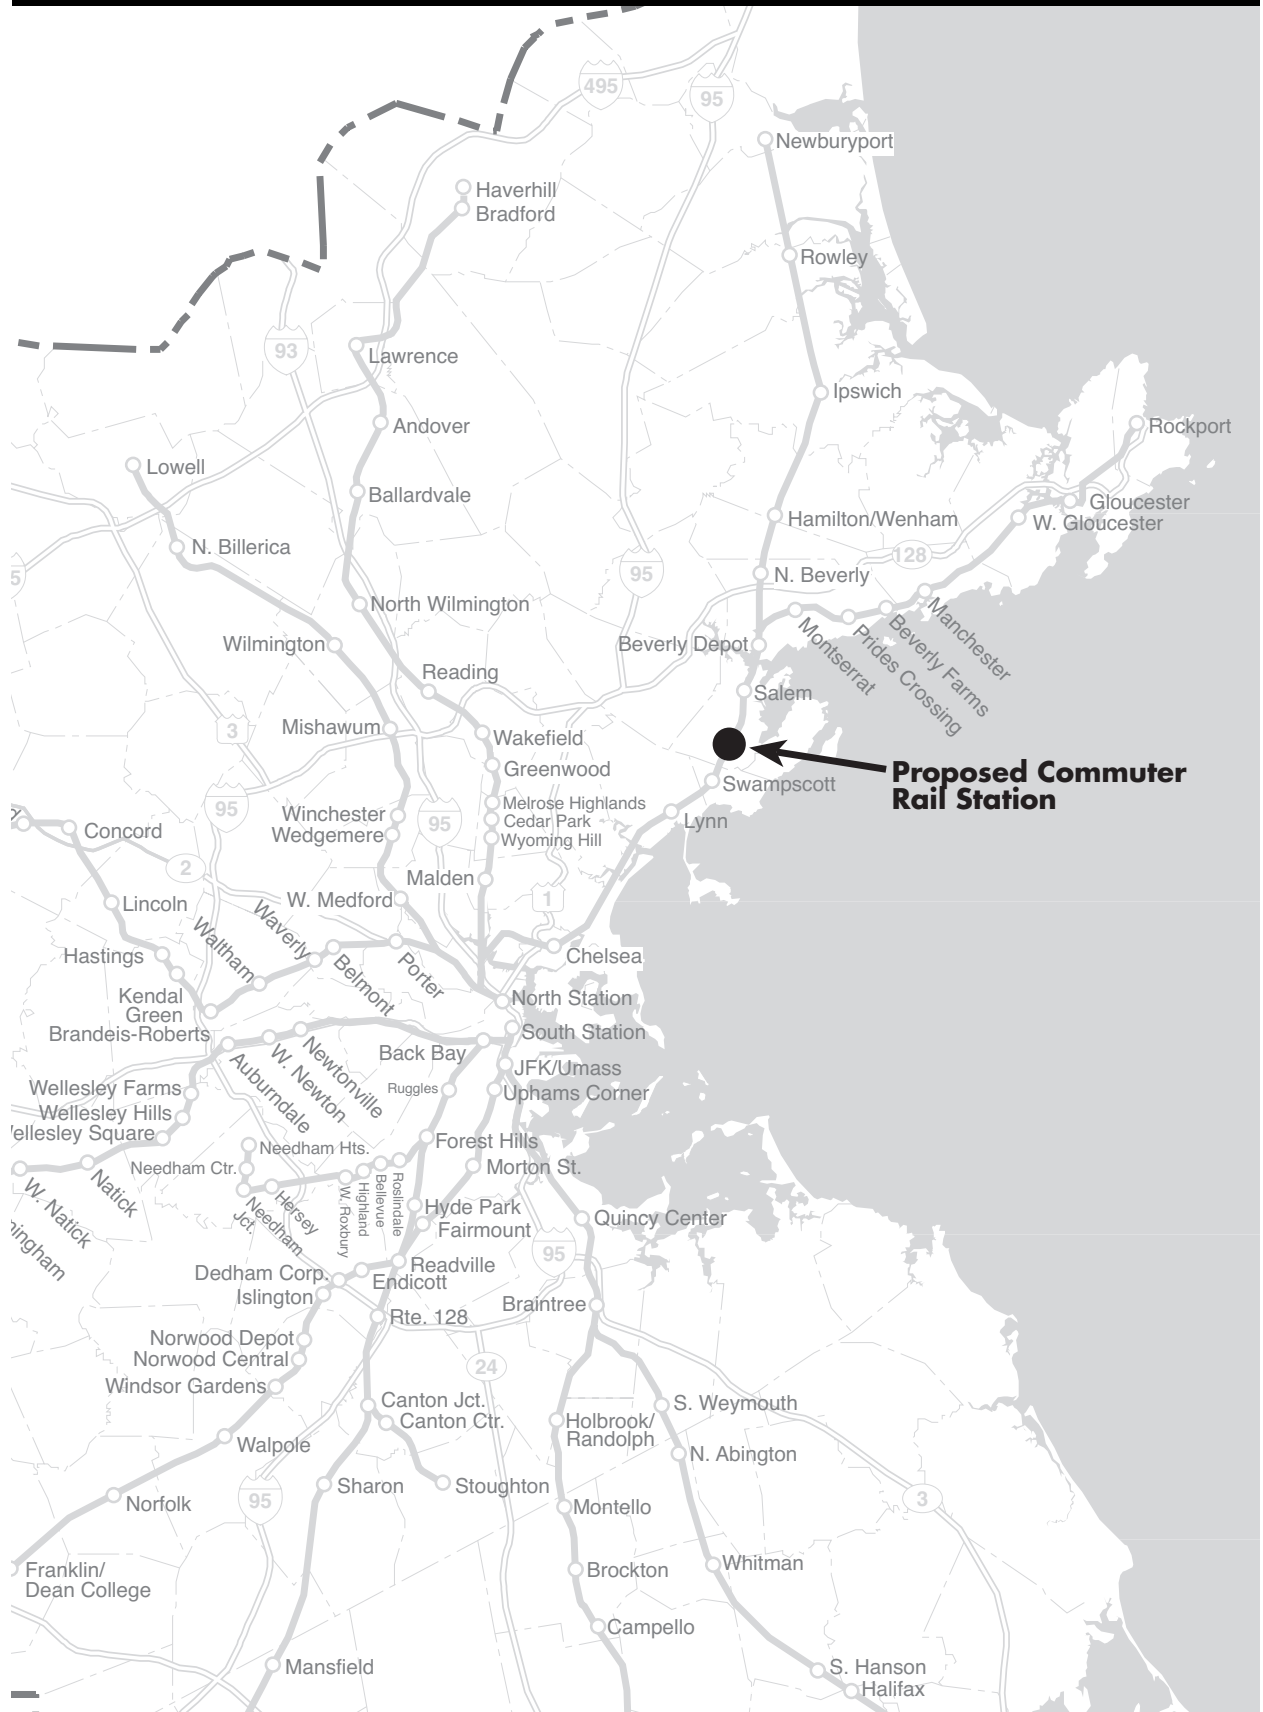 495
95
Newburyport
Haverhill
Bradford
Rowley
93
Lawrence
Ipswich
Andover
Rockport
Lowell
Ballardvale
Gloucester
Hamilton/Wenham
W. Gloucester
N. Billerica
128
95
N. Beverly
5
North Wilmington
Manchester
Wilmington
Beverly Depot
Beverly Farms
Prides Crossing
Montserrat
Reading
Salem
3
Mishawum
Wakefield
Greenwood
Proposed Commuter
Rail Station
Swampscott
95
Winchester
Wedgemere
95
Melrose Highlands
Cedar Park
Wyoming Hill
Lynn
Concord
2
Malden
1
Lincoln
W. Medford
Waverly
Waltham
Hastings
Belmont
Porter
Chelsea
Kendal
Green
North Station
Brandeis-Roberts
South Station
Back Bay
JFK/Umass
Newtonville
W. Newton
Auburndale
Ruggles
Uphams Corner
Wellesley Farms
Wellesley Hills
ellesley Square
Forest Hills
Needham Hts.
Needham Ctr.
Morton St.
Natick
W. Natick
ningham
Hersey
Needham
Jct.
W. Roxbury
Highland
Bellevue
Roslindale
Hyde Park
Fairmount
Quincy Center
95
Readville
Dedham Corp.
Endicott
Islington
Braintree
Rte. 128
Norwood Depot
Norwood Central
24
Windsor Gardens
Canton Jct.
Canton Ctr.
S. Weymouth
Holbrook/
Randolph
Walpole
N. Abington
Sharon
Stoughton
95
3
Norfolk
Montello
Franklin/
Dean College
Brockton
Whitman
Campello
Mansfield
S. Hanson
Halifax